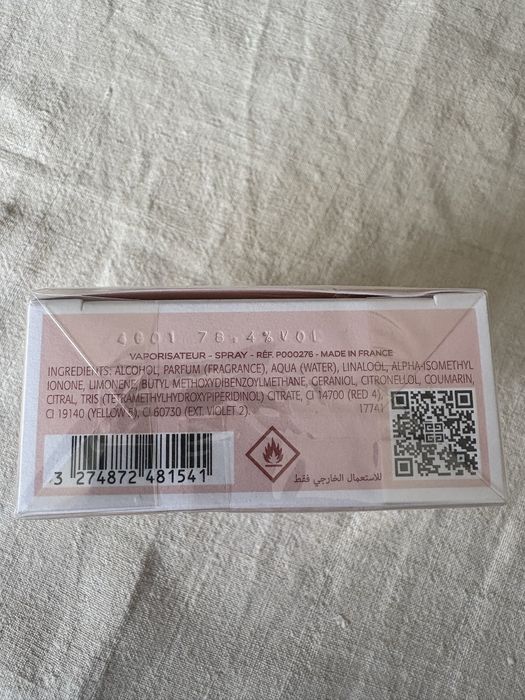 4001 78.4%VOL
VAPORISATEUR - SPRAY - RÉF. P000276 - MADE IN FRANCE
INGREDIENTS: ALCOHOL, PARFUM (FRAGRANCE), AQUA (WATER), LINALOOL, ALPHA-ISOMETHYL
IONONE, LIMONENE, BUTYL METHOXYDIBENZOYLMETHANE, GERANIOL, CITRONELLOL, COUMARIN,
CITRAL, TRIS (TETRAMETHYLHYDROXYPIPERIDINOL) CITRATE, CI 14700 (RED 4),
CI 19140 (YELLOW 5), CI 60730 (EXT. VIOLET 2). 17741
3 274872 481541
للاستعمال الخارجي فقط